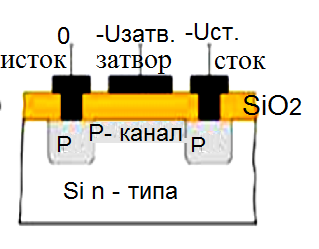 0 -Uзатв. -Uст.
исток затвор сток
SiO2
P- канал
P P
Si n - типа